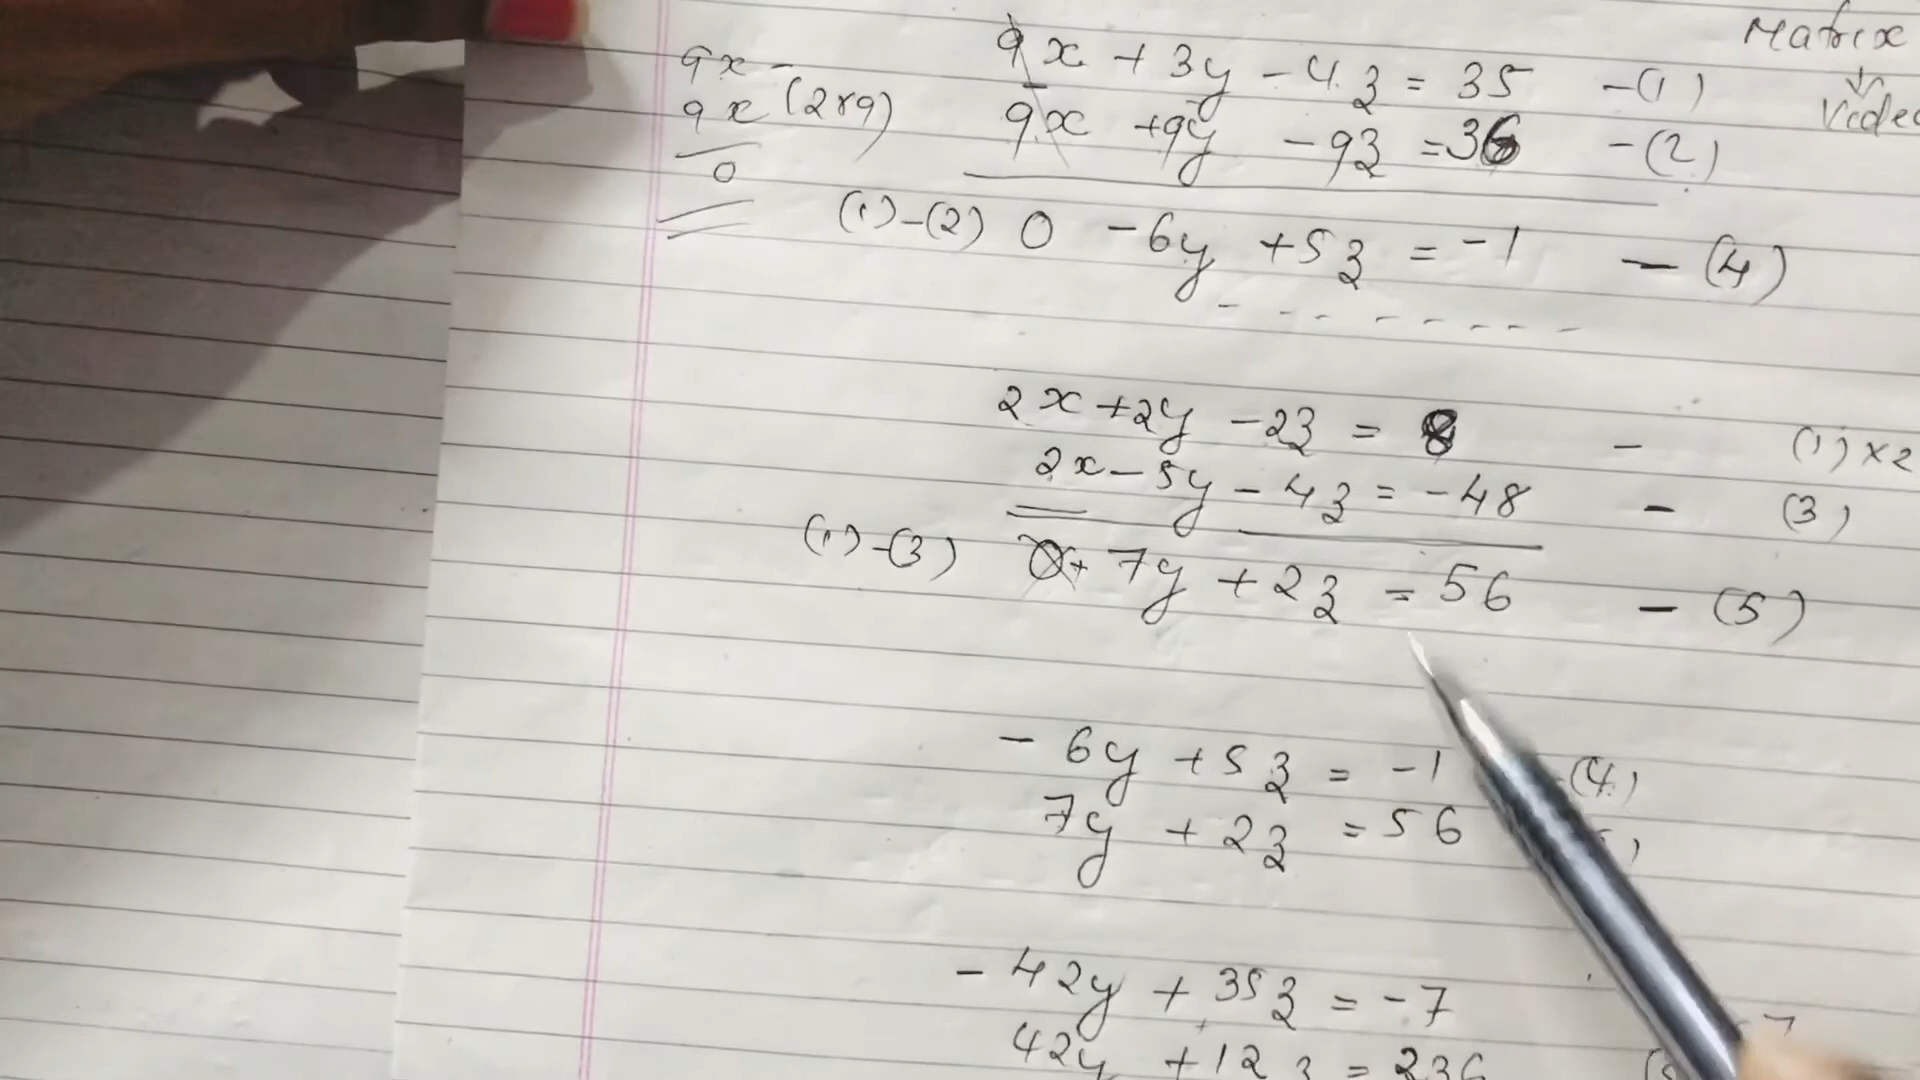 Matrix
↓
Video
9x -
9x (2x9)
0
9x + 3y - 4z = 35 - (1)
9x + 9y - 9z = 36 - (2)
(1)-(2) 0 - 6y + 5z = -1 - (4)
2x + 2y - 2z = 8 - (1) x 2
2x - 5y - 4z = -48 - (3)
(1)-(3) 0+ 7y + 2z = 56 - (5)
- 6y + 5z = -1 (4)
7y + 2z = 56
- 42y + 35z = -7
42y + 12z = 336